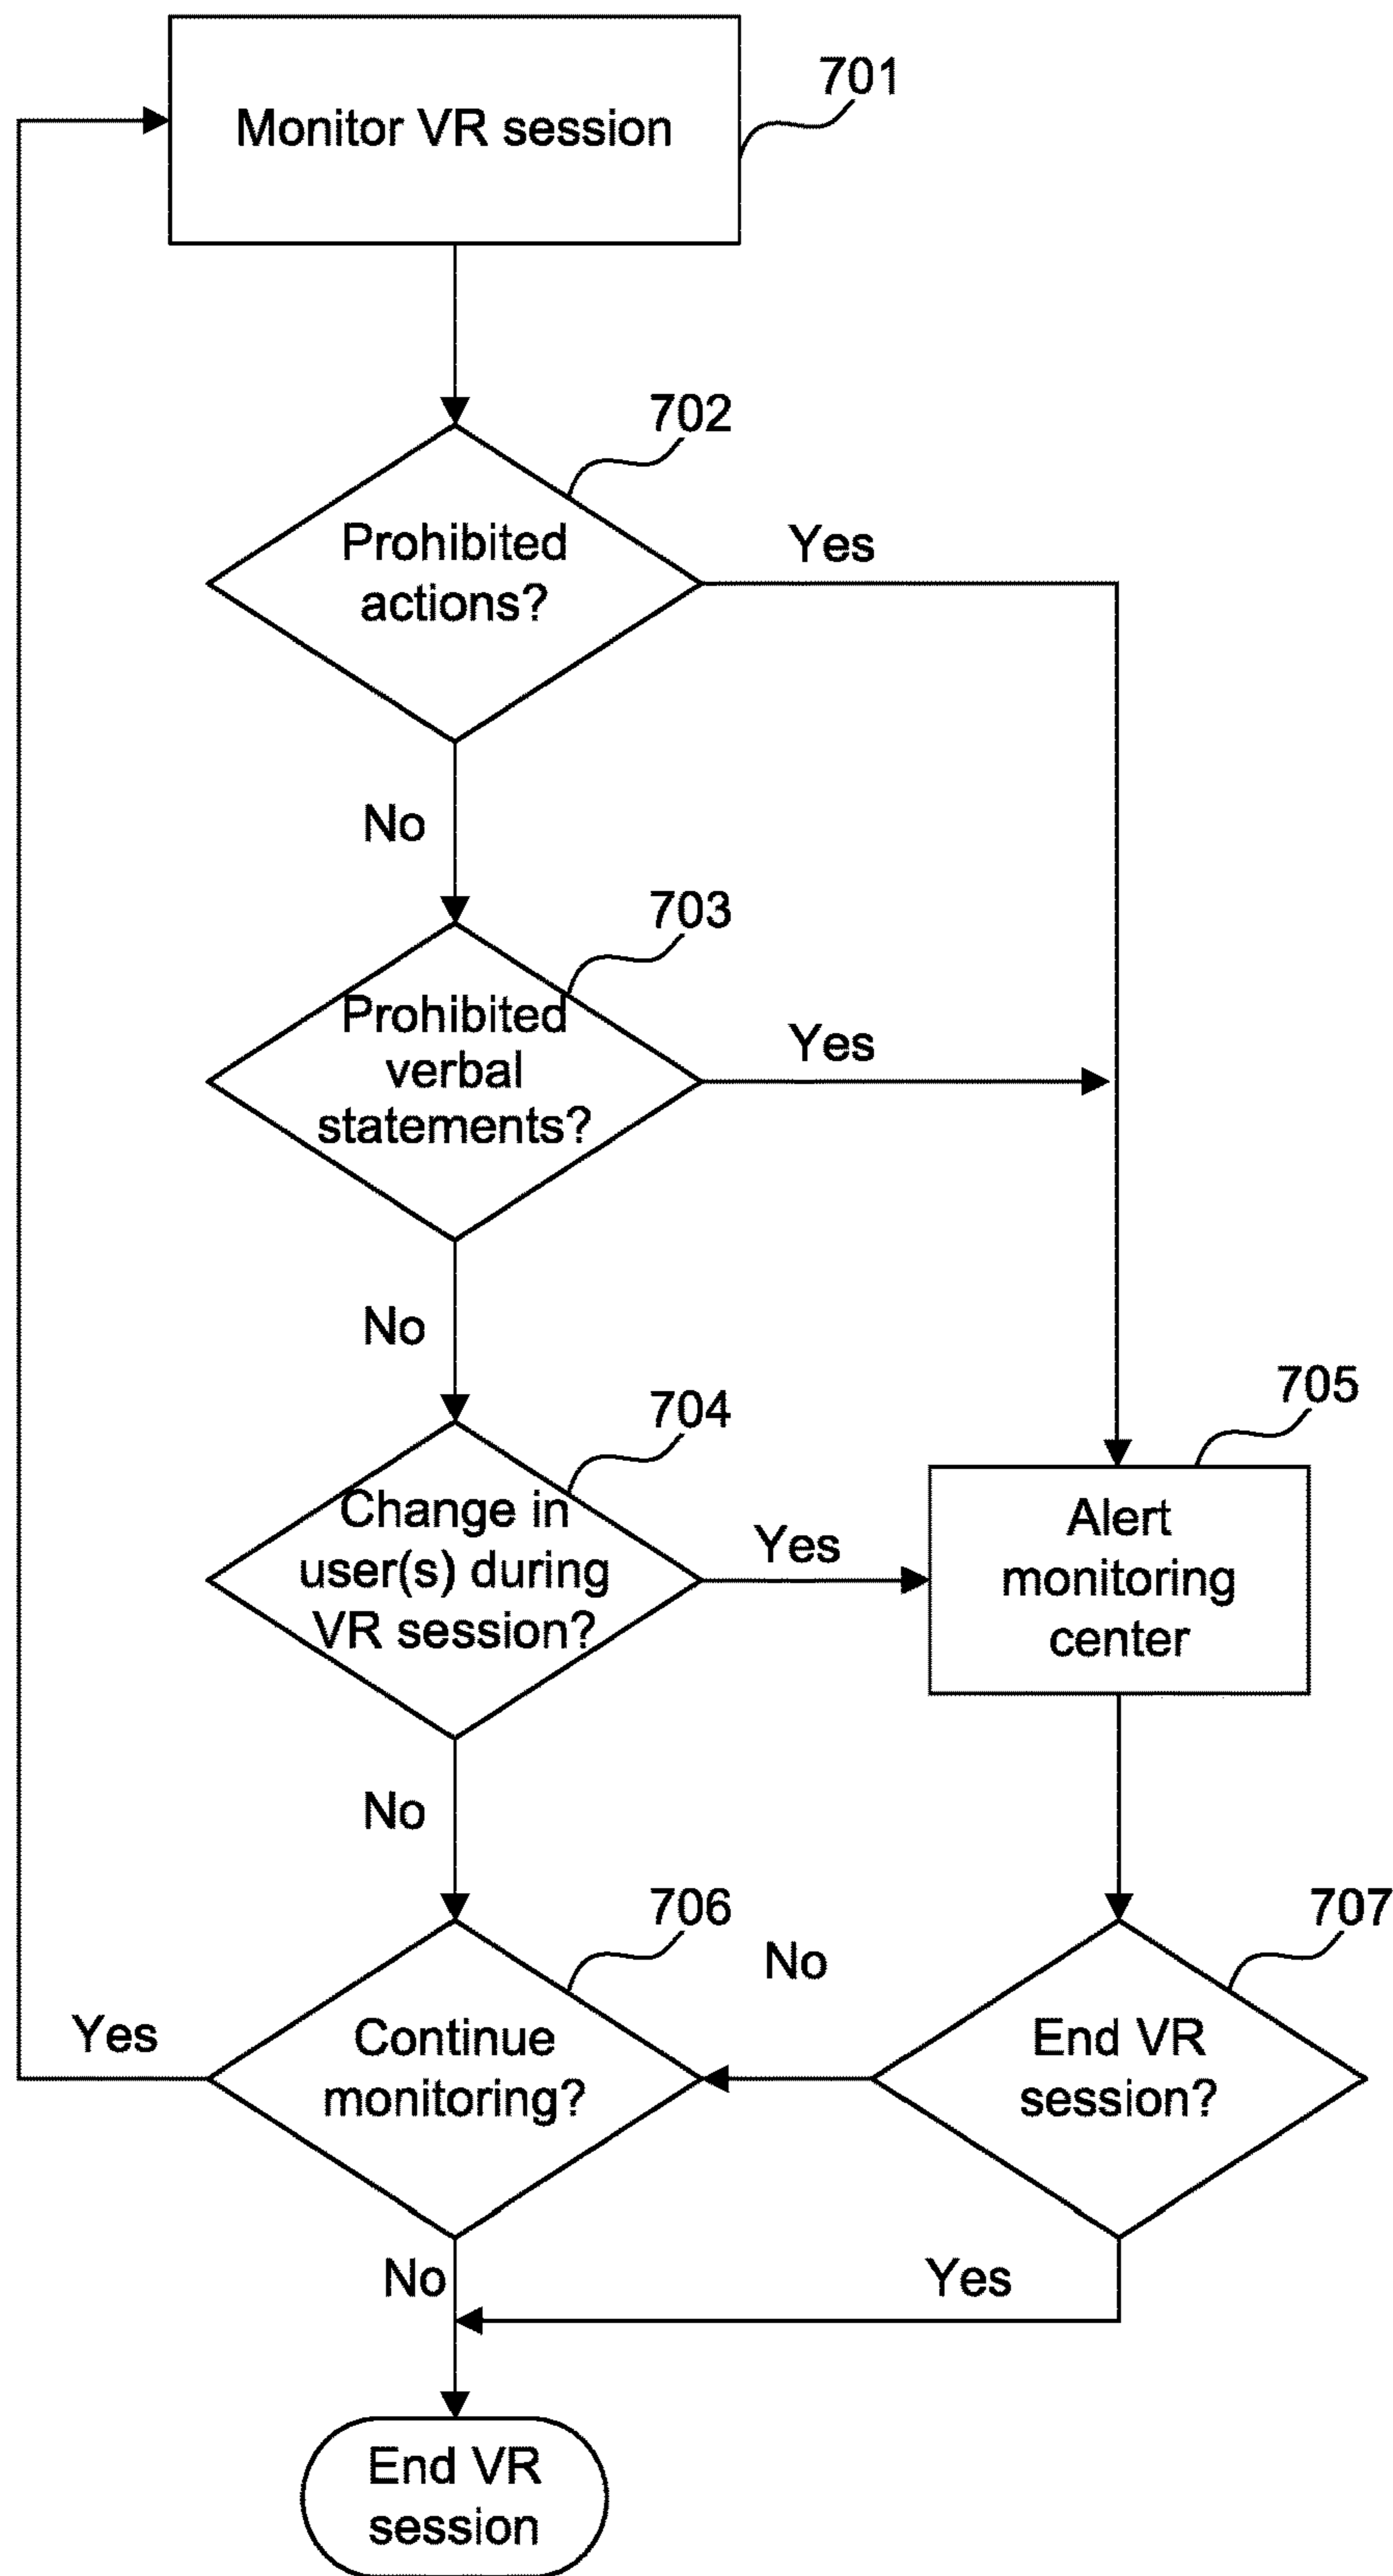 701
Monitor VR session
702
Prohibited
actions?
Yes
No
703
Prohibited
verbal
statements?
Yes
No
704
Change in
user(s) during
VR session?
Yes
705
Alert
monitoring
center
No
706
Continue
monitoring?
Yes
No
707
End VR
session?
No
Yes
End VR
session